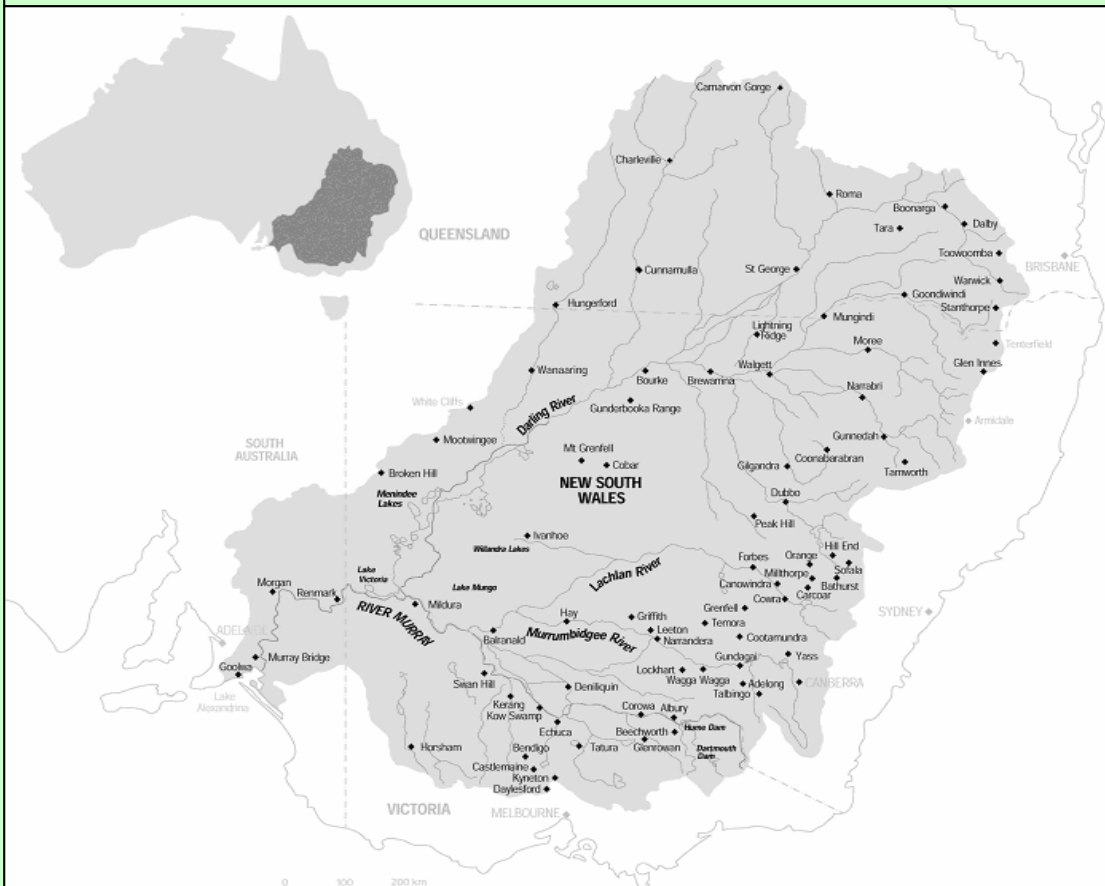 Carnarvon Gorge
Charleville
Roma
Boonarga
Dalby
Tara
QUEENSLAND
Toowoomba
BRISBANE
Cunnamulla
St George
Warwick
Goondiwindi
Stanthorpe
Hungerford
Mungindi
Lightning
Ridge
Moree
Tenterfield
Glen Innes
Wanaaring
Bourke
Brewarrina
Walgett
Narrabri
White Cliffs
Darling River
Gunderbooka Range
Armidale
Mootwingee
Gunnedah
SOUTH
AUSTRALIA
Mt Grenfell
Coonabarabran
Cobar
Gilgandra
Tamworth
Broken Hill
NEW SOUTH
WALES
Menindee
Lakes
Dubbo
Peak Hill
Ivanhoe
Willandra Lakes
Hill End
Orange
Forbes
Sofala
Lake
Victoria
Lachlan River
Millthorpe
Morgan
Lake Mungo
Canowindra
Bathurst
Renmark
Carcoar
Cowra
Mildura
RIVER MURRAY
Grenfell
SYDNEY
Hay
Griffith
Temora
ADELAIDE
Leeton
Balranald
Murrumbidgee River
Narrandera
Cootamundra
Murray Bridge
Gundagai
Yass
Goolwa
Lockhart
Wagga Wagga
Swan Hill
Deniliquin
Adelong
CANBERRA
Talbingo
Lake
Alexandrina
Kerang
Kow Swamp
Corowa
Albury
Hume Dam
Echuca
Beechworth
Horsham
Bendigo
Tatura
Glenrowan
Dartmouth
Dam
Castlemaine
Kyneton
Daylesford
VICTORIA
MELBOURNE
0 100 200 km